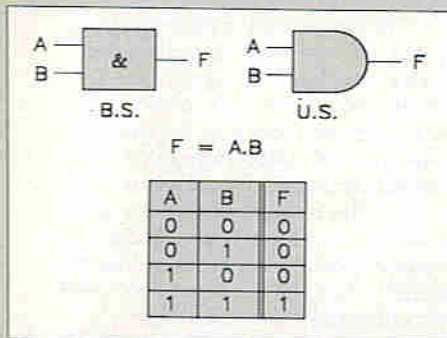 A & F
B
B.S.
A F
B
U.S.
F = A.B
A B F
0 0 0
0 1 0
1 0 0
1 1 1